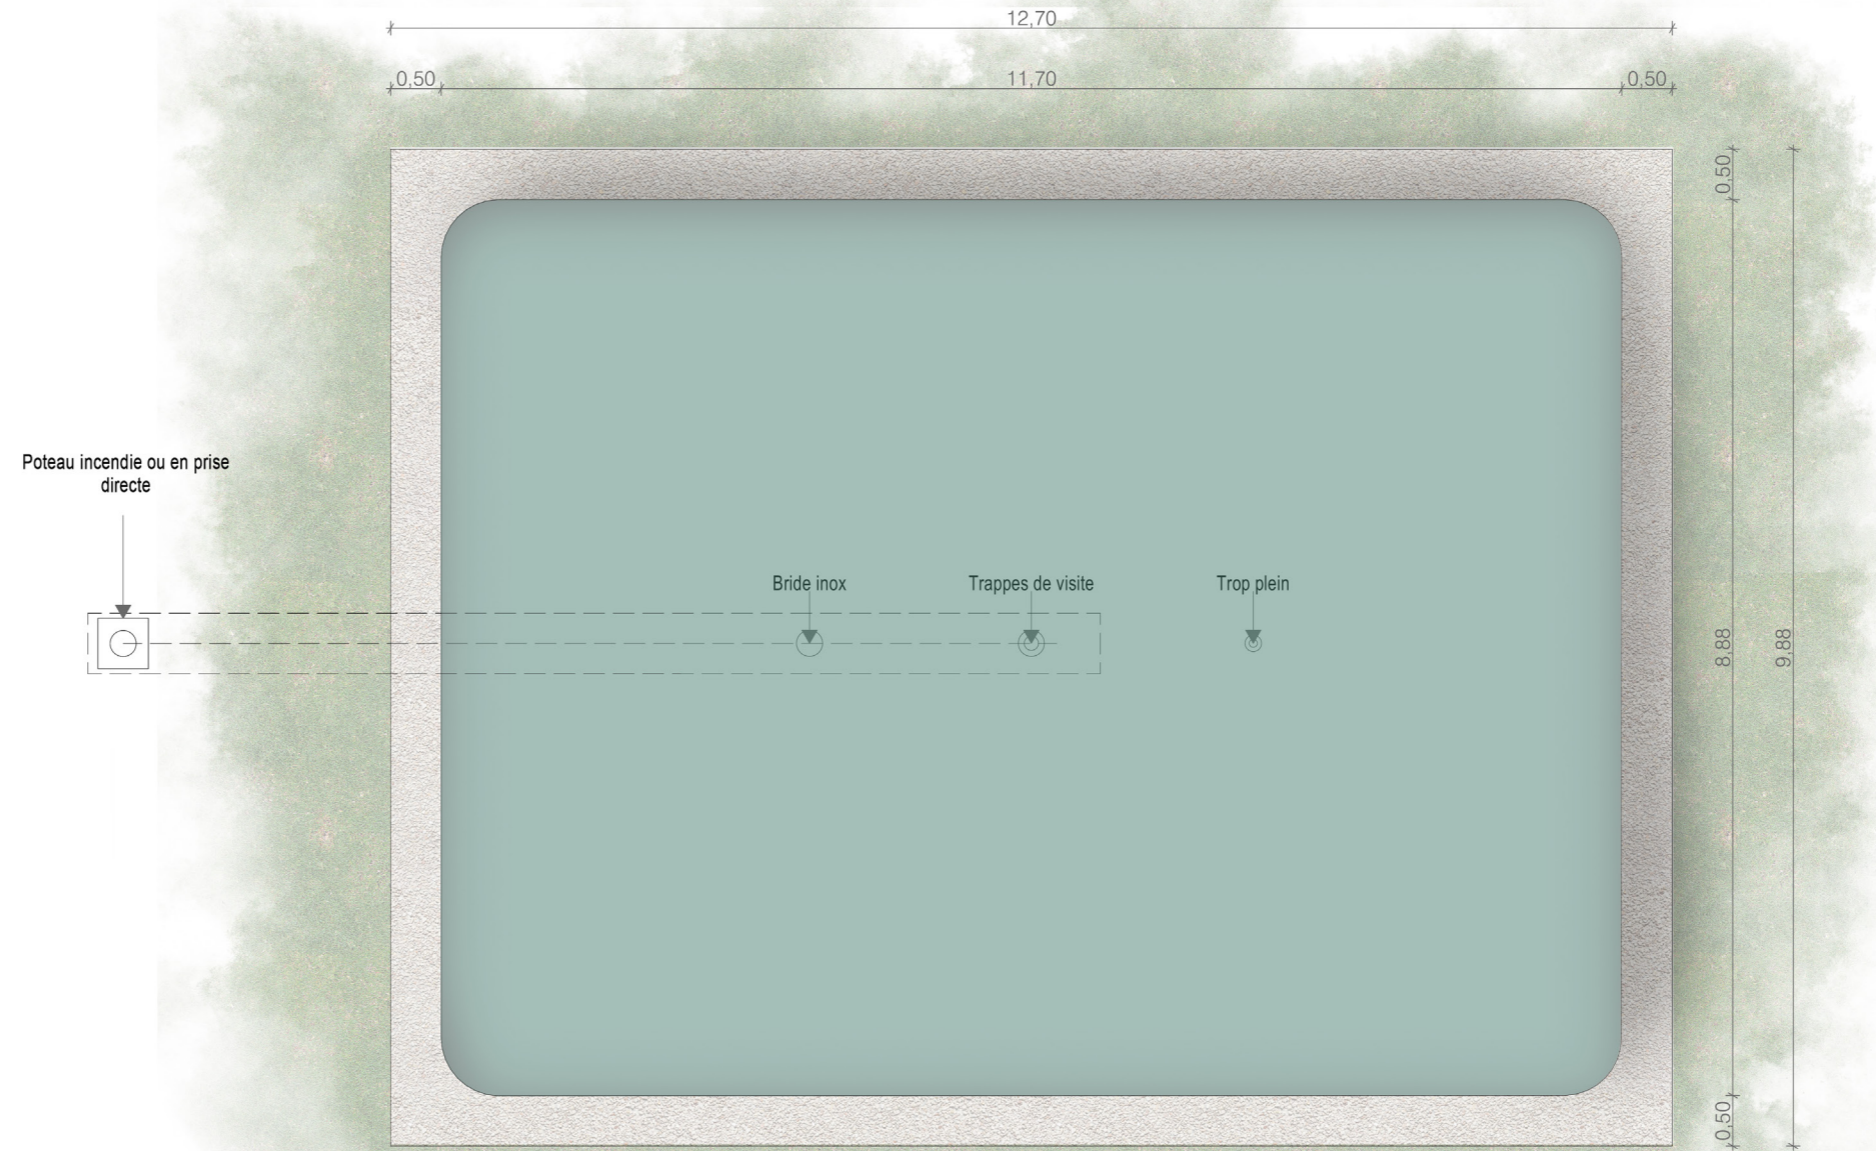 12,70
0,50
11,70
0,50
0,50
Poteau incendie ou en prise
directe
Bride inox
Trappes de visite
Trop plein
8,88
9,88
0,50